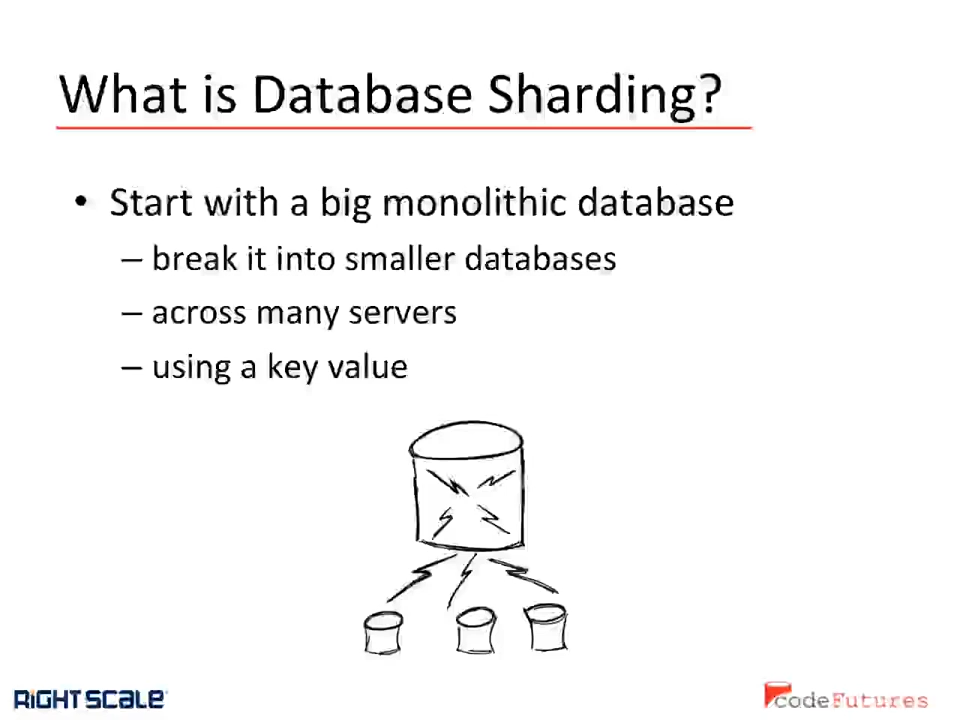 What is Database Sharding?
• Start with a big monolithic database
– break it into smaller databases
– across many servers
– using a key value
RIGHTSCALE
codeFutures